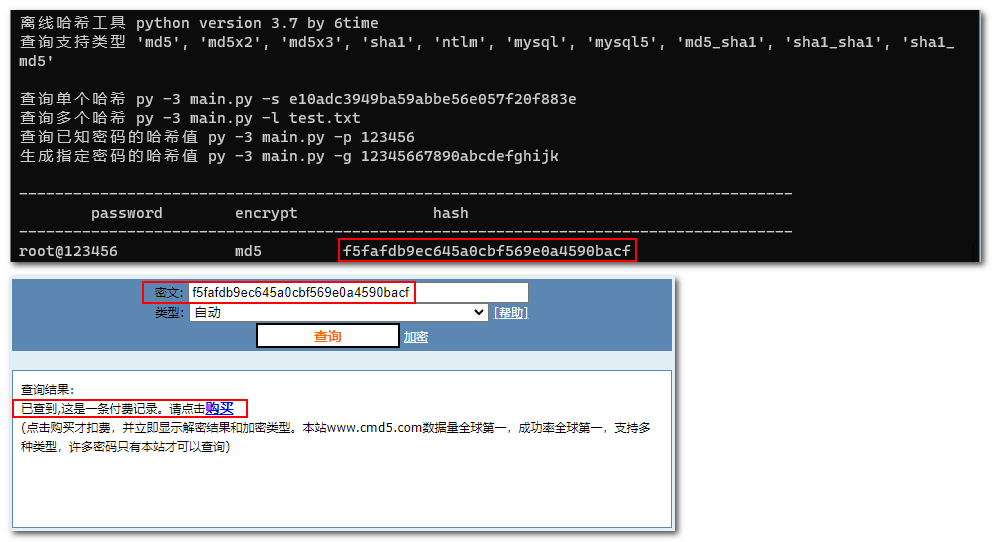 离线哈希工具 python version 3.7 by 6time
查询支持类型 'md5', 'md5x2', 'md5x3', 'sha1', 'ntlm', 'mysql', 'mysql5', 'md5_sha1', 'sha1_sha1', 'sha1_
md5'
查询单个哈希 py -3 main.py -s e10adc3949ba59abbe56e057f20f883e
查询多个哈希 py -3 main.py -l test.txt
查询已知密码的哈希值 py -3 main.py -p 123456
生成指定密码的哈希值 py -3 main.py -g 12345667890abcdefghijk
--------------------------------------------------------------------------------------
password encrypt hash
--------------------------------------------------------------------------------------
root@123456 md5 f5fafdb9ec645a0cbf569e0a4590bacf
密文: f5fafdb9ec645a0cbf569e0a4590bacf
类型: 自动 [帮助]
查询 加密
查询结果:
已查到,这是一条付费记录。请点击购买
(点击购买才扣费，并立即显示解密结果和加密类型。本站www.cmd5.com数据量全球第一，成功率全球第一，支持多
种类型，许多密码只有本站才可以查询)